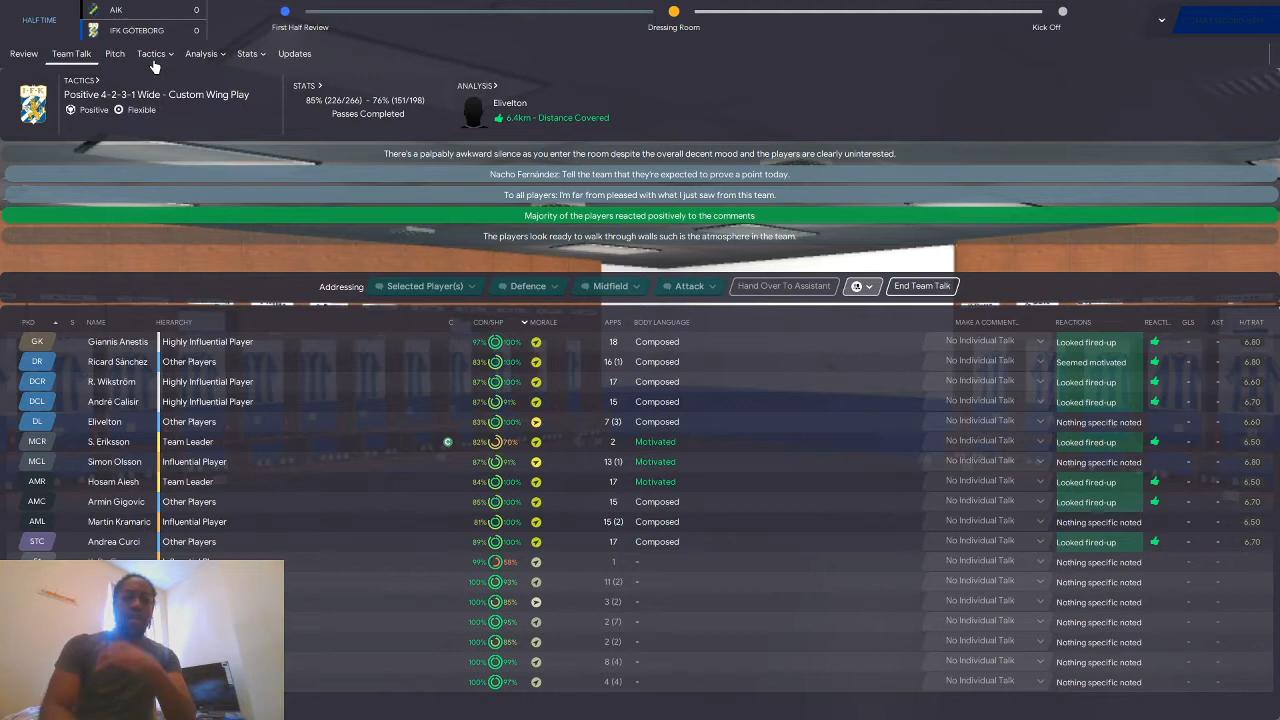 HALF TIME
AIK 0
IFK GÖTEBORG 0
First Half Review
Dressing Room
Kick Off
Review Team Talk Pitch Tactics Analysis Stats Updates
TACTICS
Positive 4-2-3-1 Wide - Custom Wing Play
Positive Flexible
STATS
85% (226/266) - 76% (151/198)
Passes Completed
ANALYSIS
Elivelton
6.4km - Distance Covered
There's a palpably awkward silence as you enter the room despite the overall decent mood and the players are clearly uninterested.
Nacho Fernández: Tell the team that they're expected to prove a point today.
To all players: I'm far from pleased with what I just saw from this team.
Majority of the players reacted positively to the comments
The players look ready to walk through walls such is the atmosphere in the team.
Addressing Selected Player(s) Defence Midfield Attack Hand Over To Assistant End Team Talk
PKD S NAME HIERARCHY C CON/SHP MORALE APPS BODY LANGUAGE MAKE A COMMENT... REACTIONS REACTI... GLS AST H/T RAT
GK Giannis Anestis Highly Influential Player 97% 100% 18 Composed No Individual Talk Looked fired-up - - 6.80
DR Ricard Sánchez Other Players 83% 100% 16 (1) Composed No Individual Talk Seemed motivated - - 6.80
DCR R. Wikström Highly Influential Player 87% 100% 17 Composed No Individual Talk Looked fired-up - - 6.60
DCL André Calisir Highly Influential Player 87% 91% 15 Composed No Individual Talk Looked fired-up - - 6.70
DL Elivelton Other Players 83% 100% 7 (3) Composed No Individual Talk Nothing specific noted - - 6.60
MCR S. Eriksson Team Leader C 82% 70% 2 Motivated No Individual Talk Looked fired-up - - 6.50
MCL Simon Olsson Influential Player 87% 91% 13 (1) Motivated No Individual Talk Nothing specific noted - - 6.80
AMR Hosam Aiesh Team Leader 84% 100% 17 Motivated No Individual Talk Looked fired-up - - 6.50
AMC Armin Gigovic Other Players 85% 100% 15 Composed No Individual Talk Looked fired-up - - 6.70
AML Martin Kramaric Influential Player 81% 100% 15 (2) Composed No Individual Talk Nothing specific noted - - 6.50
STC Andrea Curci Other Players 89% 100% 17 Composed No Individual Talk Looked fired-up - - 6.70
99% 58% 1 - No Individual Talk Nothing specific noted - -
100% 93% 11 (2) - No Individual Talk Nothing specific noted - -
100% 85% 3 (2) - No Individual Talk Nothing specific noted - -
100% 95% 2 (7) - No Individual Talk Nothing specific noted - -
100% 85% 2 (2) - No Individual Talk Nothing specific noted - -
100% 99% 8 (4) - No Individual Talk Nothing specific noted - -
100% 97% 4 (4) - No Individual Talk Nothing specific noted - -